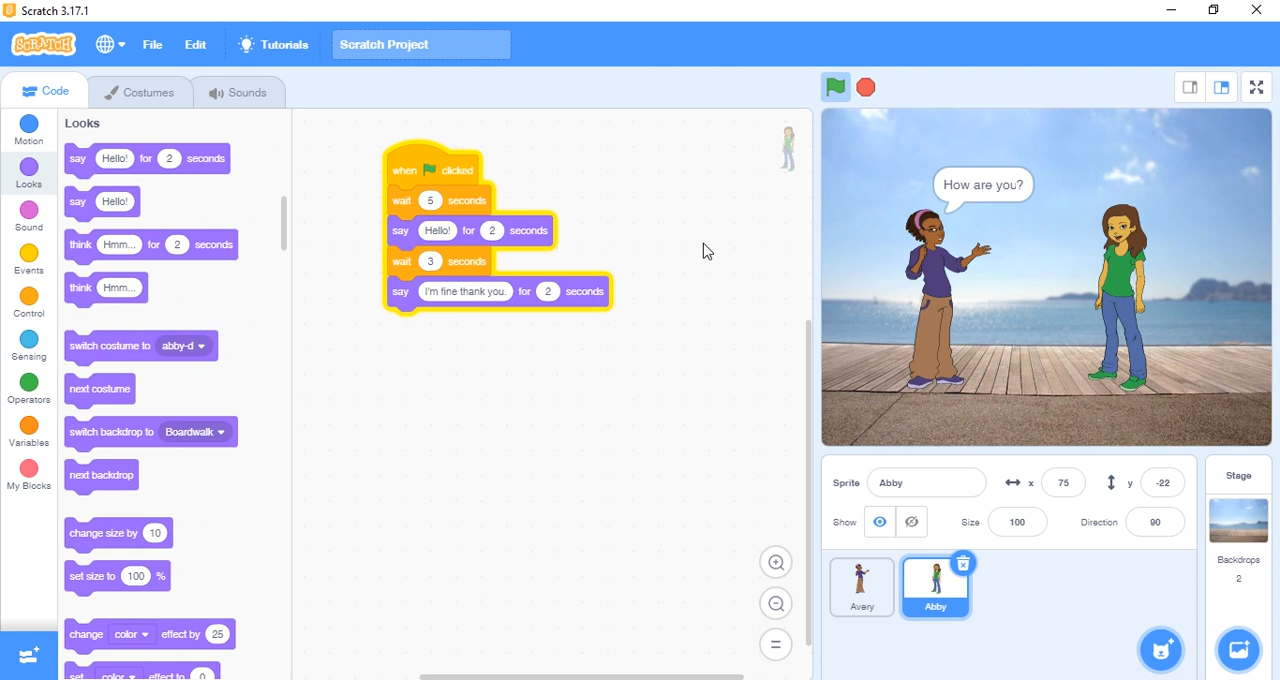 Scratch 3.17.1
SCRATCH File Edit Tutorials Scratch Project
Code Costumes Sounds
Motion
Looks
Sound
Events
Control
Sensing
Operators
Variables
My Blocks
Looks
say Hello! for 2 seconds
say Hello!
think Hmm... for 2 seconds
think Hmm...
switch costume to abby-d
next costume
switch backdrop to Boardwalk
next backdrop
change size by 10
set size to 100 %
change color effect by 25
set color effect to 0
when clicked
wait 5 seconds
say Hello! for 2 seconds
wait 3 seconds
say I'm fine thank you. for 2 seconds
How are you?
Sprite Abby x 75 y -22
Show Size 100 Direction 90
Avery
Abby
Stage
Backdrops
2